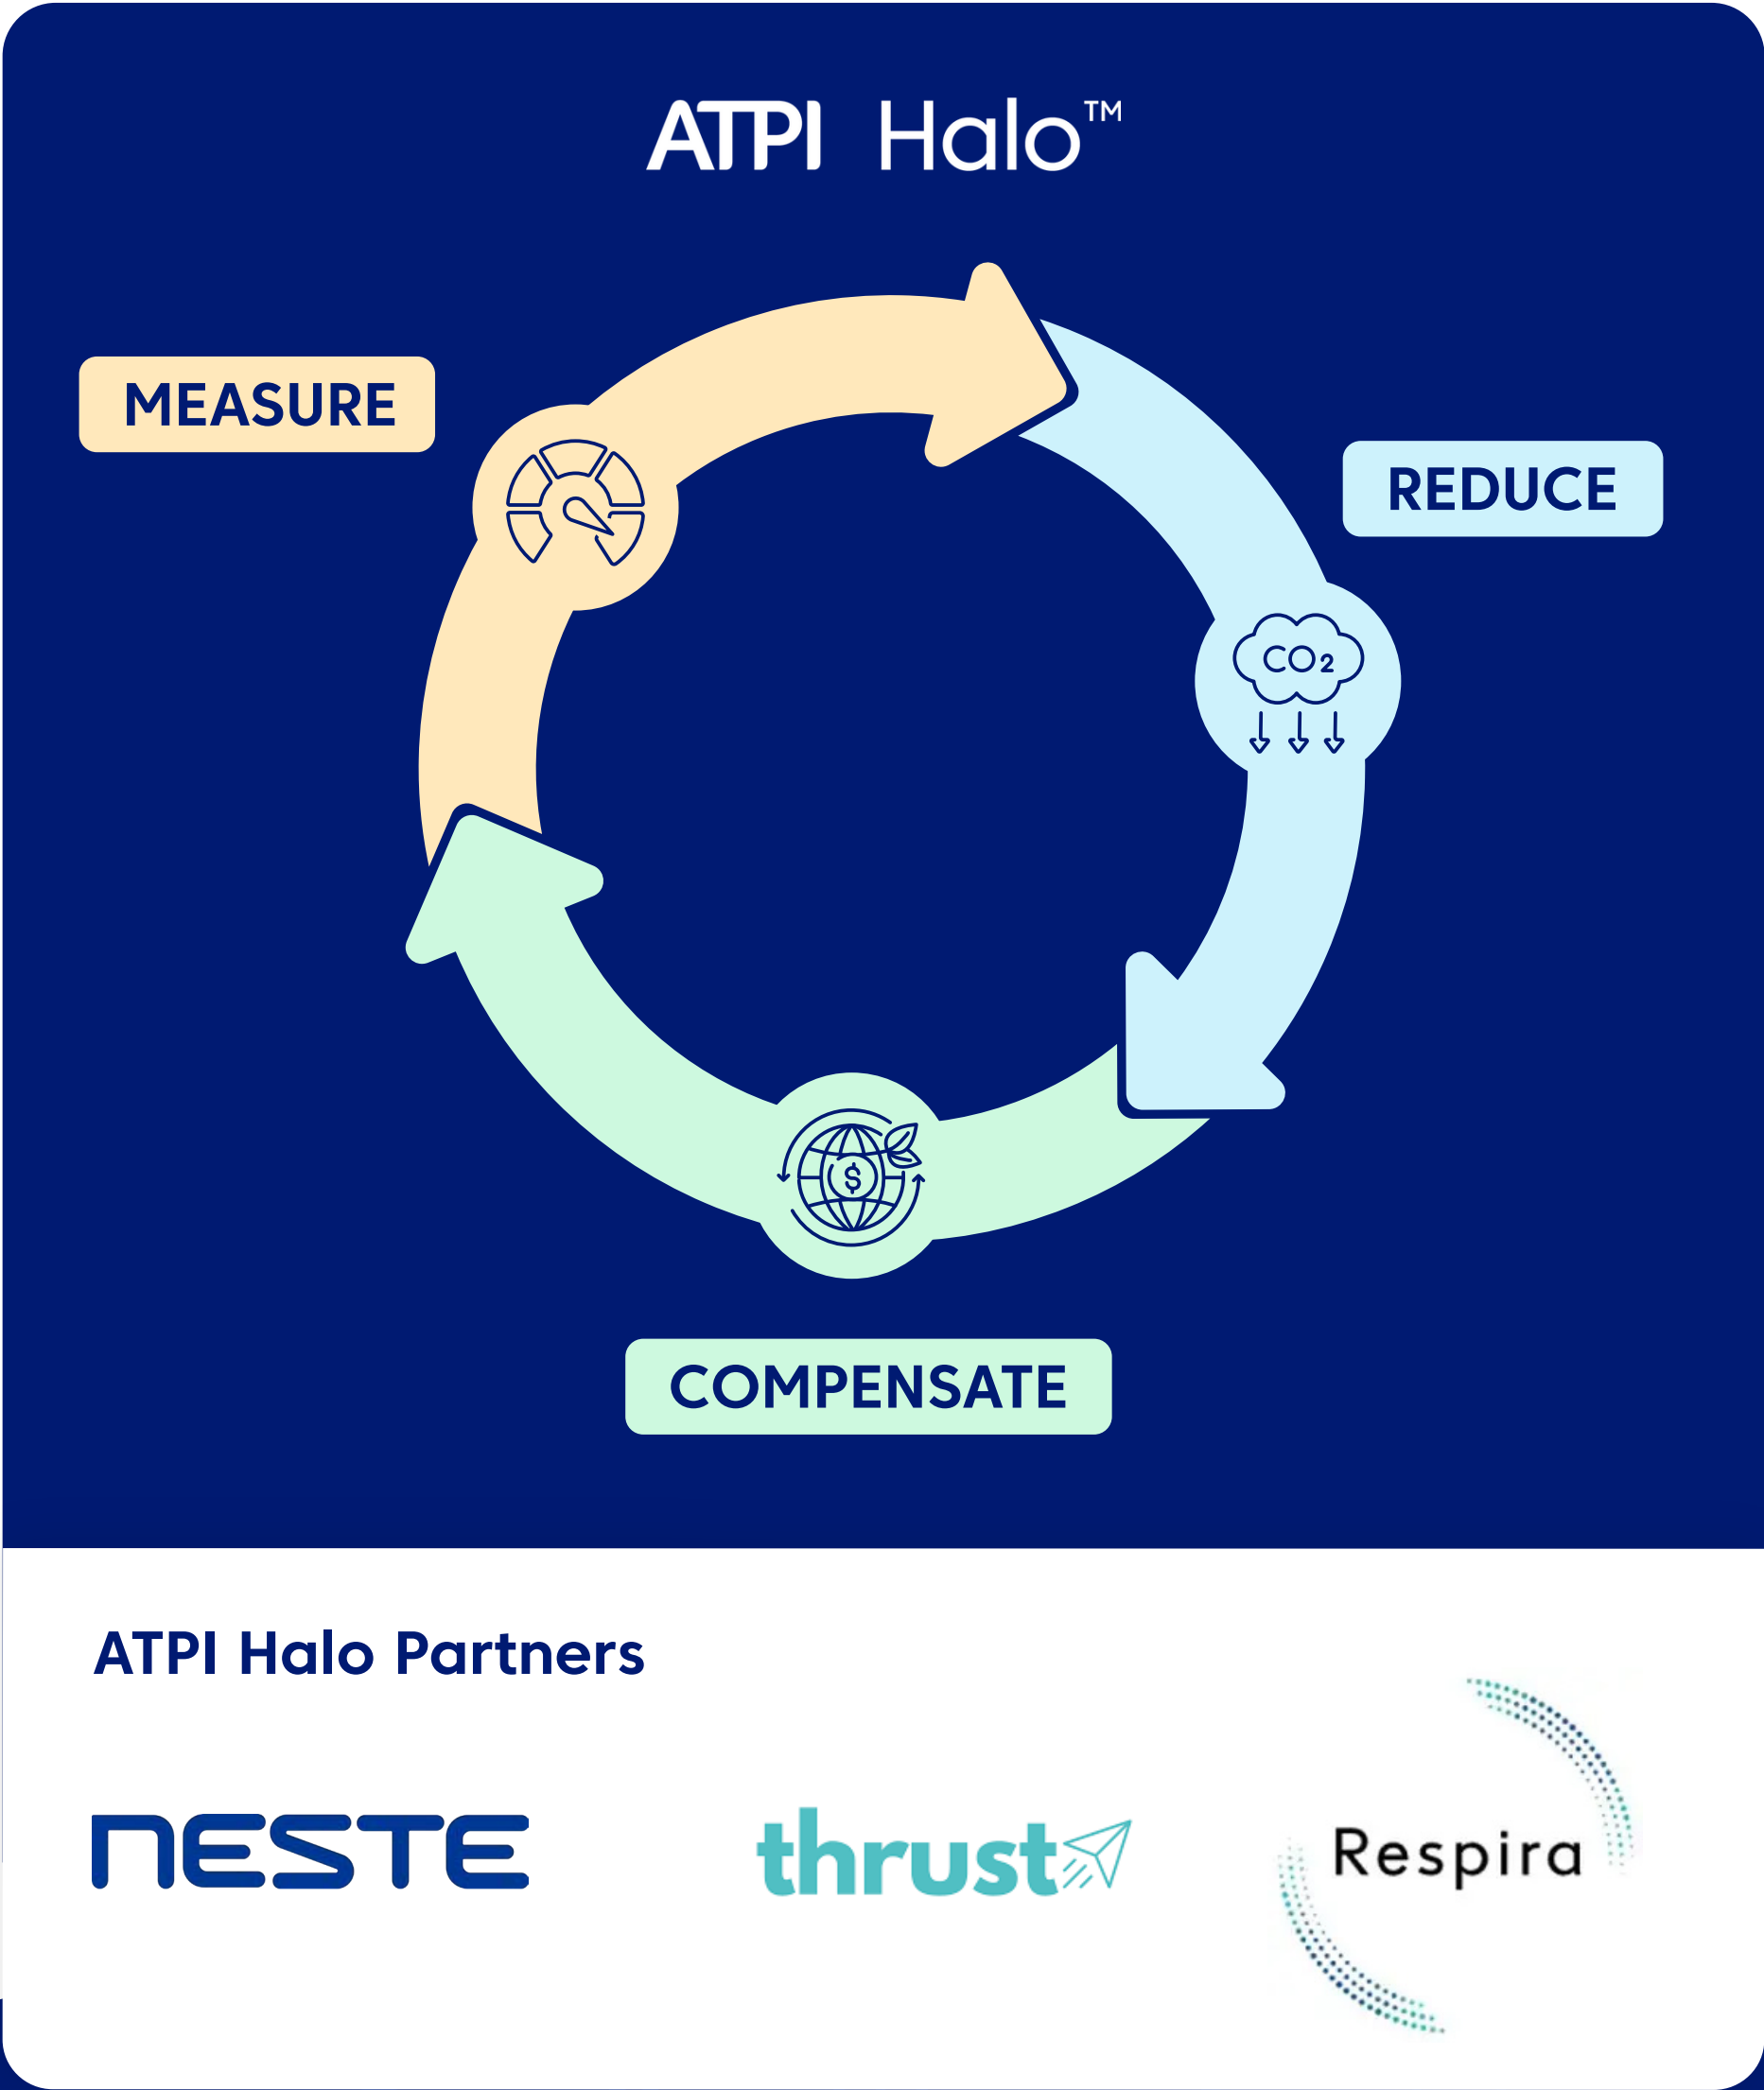 ATPI Halo™
MEASURE
REDUCE
CO2
$
COMPENSATE
ATPI Halo Partners
NESTE
thrust
Respira